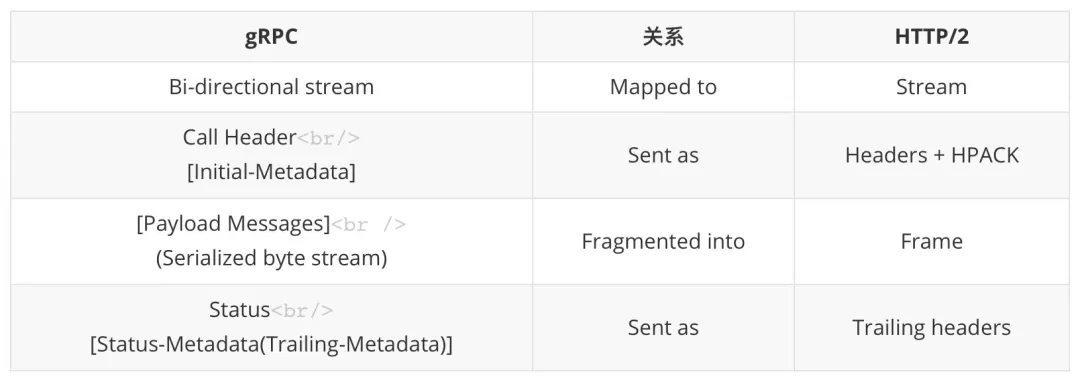 gRPC 关系 HTTP/2
Bi-directional stream Mapped to Stream
Call Header<br/>
[Initial-Metadata] Sent as Headers + HPACK
[Payload Messages]<br />
(Serialized byte stream) Fragmented into Frame
Status<br/>
[Status-Metadata(Trailing-Metadata)] Sent as Trailing headers